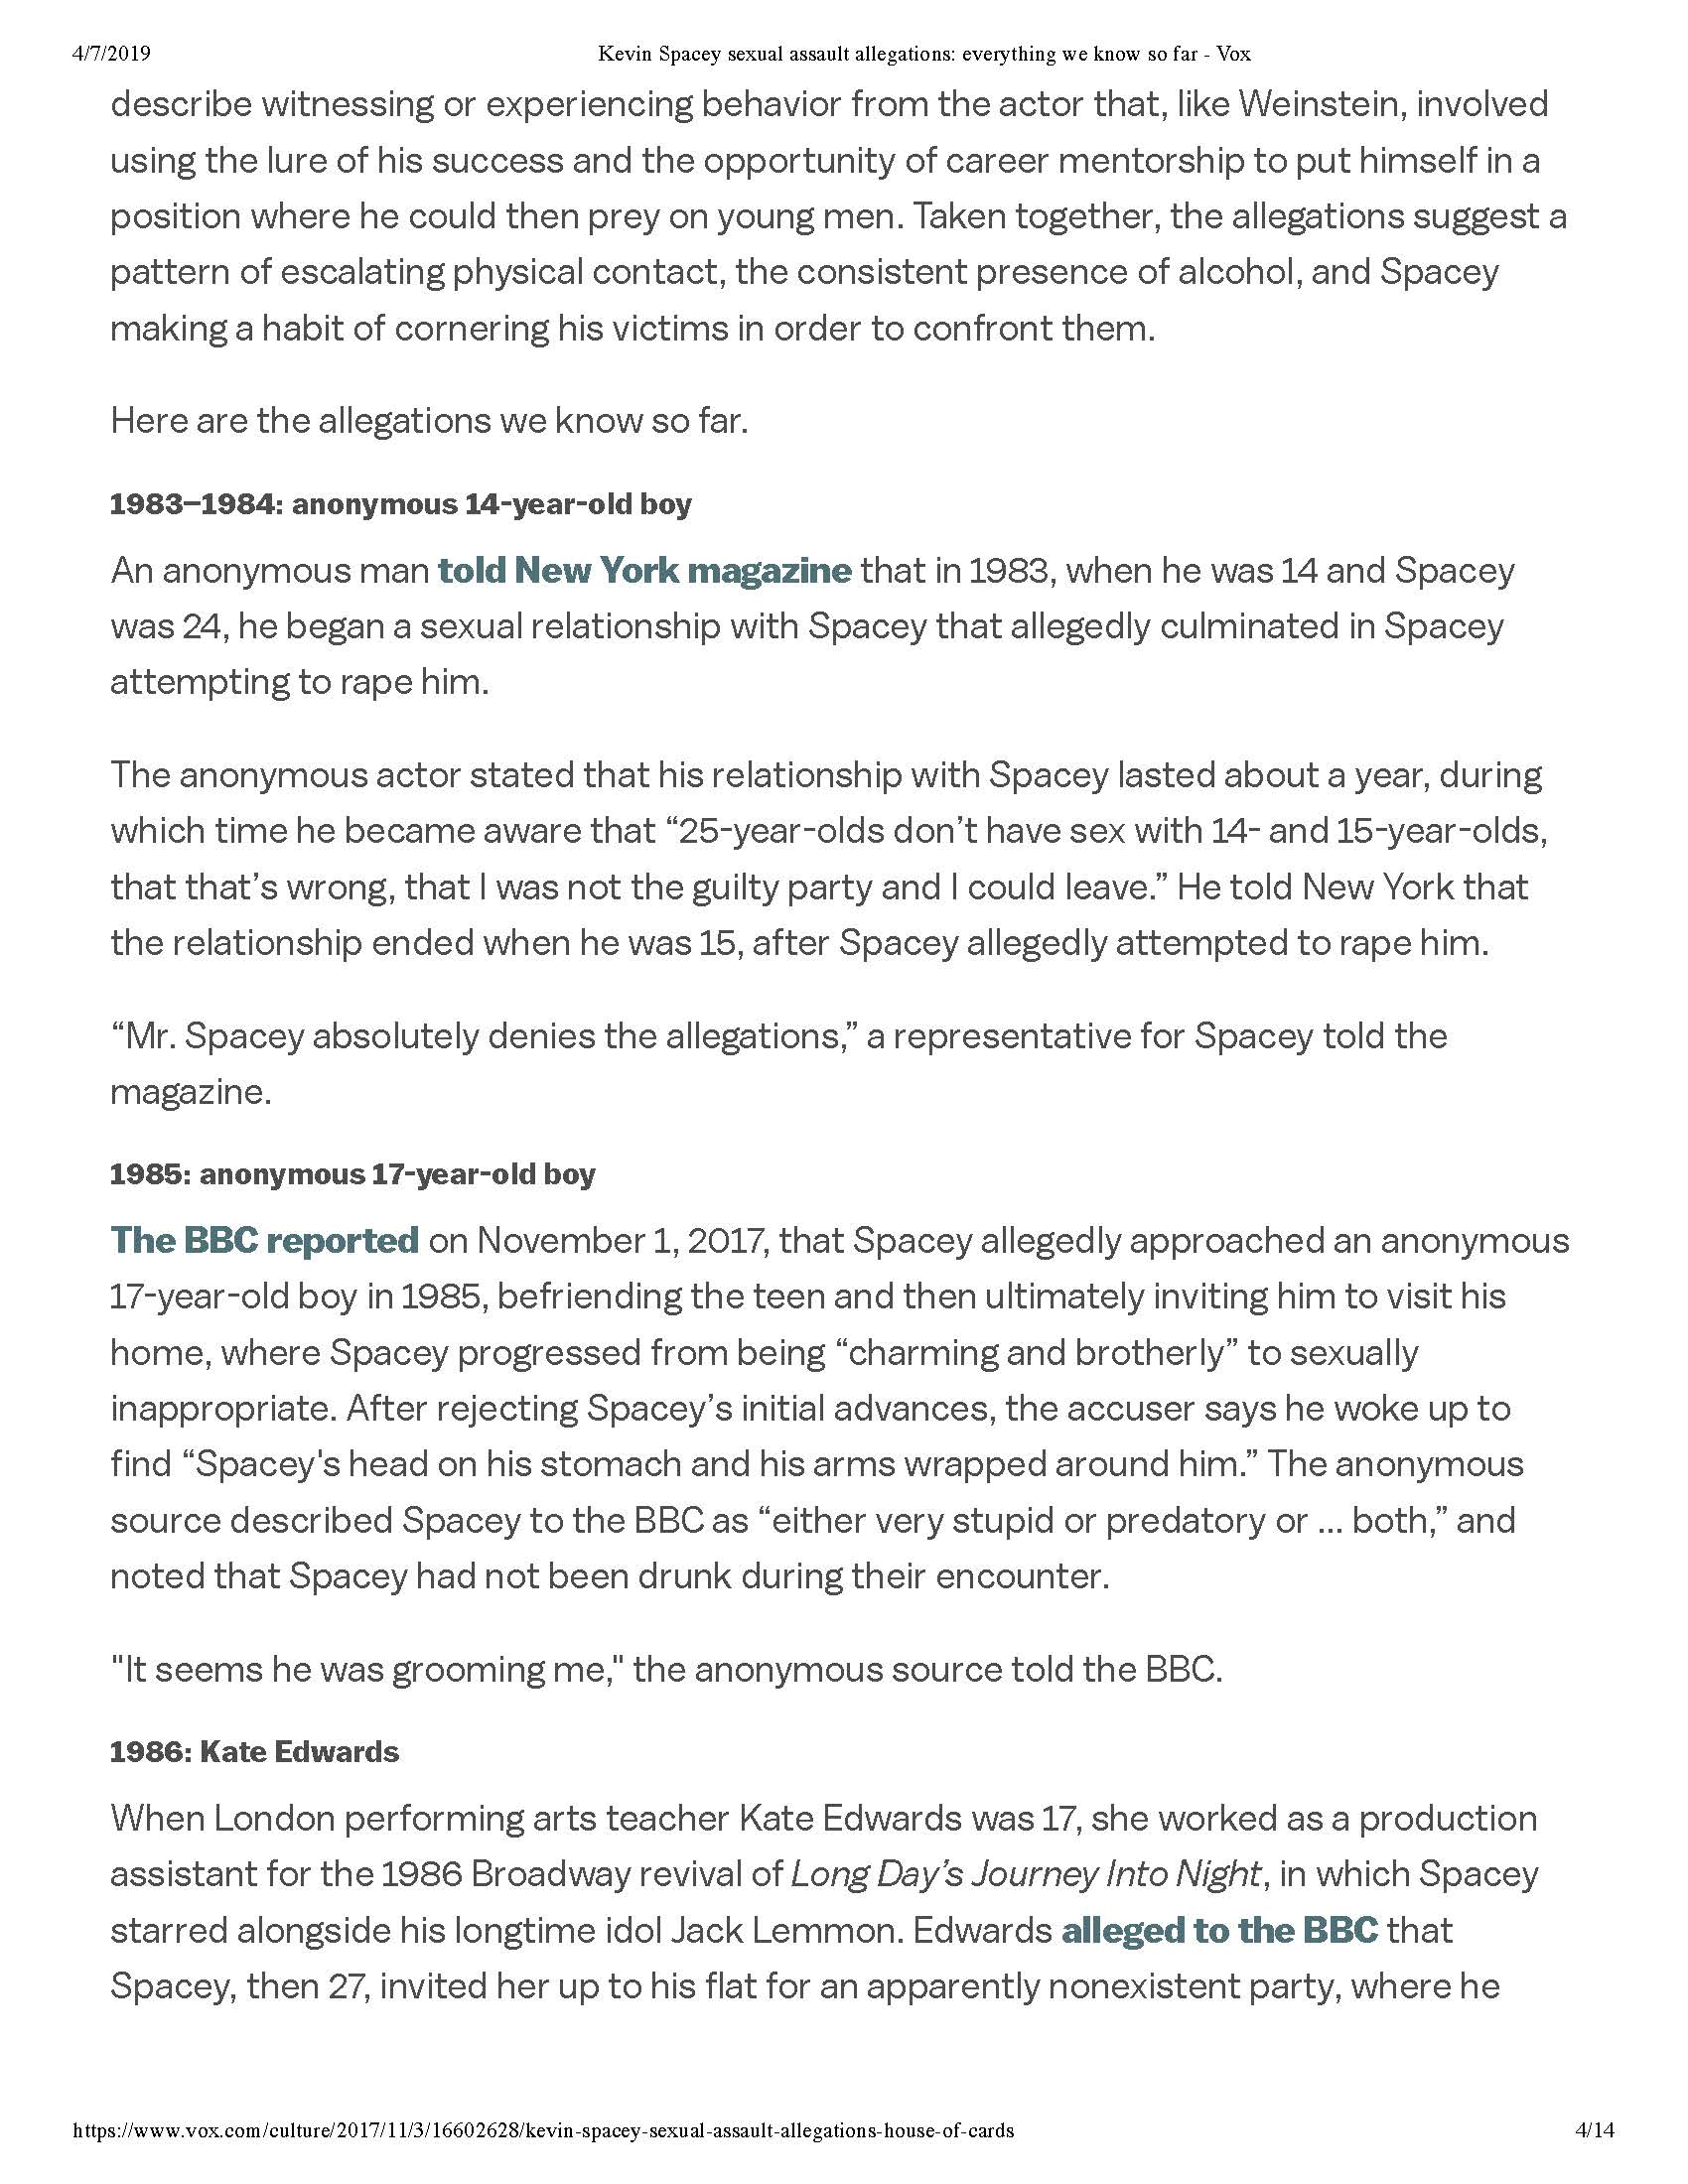 4/7/2019 Kevin Spacey sexual assault allegations: everything we know so far - Vox
describe witnessing or experiencing behavior from the actor that, like Weinstein, involved
using the lure of his success and the opportunity of career mentorship to put himself in a
position where he could then prey on young men. Taken together, the allegations suggest a
pattern of escalating physical contact, the consistent presence of alcohol, and Spacey
making a habit of cornering his victims in order to confront them.
Here are the allegations we know so far.
1983–1984: anonymous 14-year-old boy
An anonymous man told New York magazine that in 1983, when he was 14 and Spacey
was 24, he began a sexual relationship with Spacey that allegedly culminated in Spacey
attempting to rape him.
The anonymous actor stated that his relationship with Spacey lasted about a year, during
which time he became aware that “25-year-olds don’t have sex with 14- and 15-year-olds,
that that’s wrong, that I was not the guilty party and I could leave.” He told New York that
the relationship ended when he was 15, after Spacey allegedly attempted to rape him.
“Mr. Spacey absolutely denies the allegations,” a representative for Spacey told the
magazine.
1985: anonymous 17-year-old boy
The BBC reported on November 1, 2017, that Spacey allegedly approached an anonymous
17-year-old boy in 1985, befriending the teen and then ultimately inviting him to visit his
home, where Spacey progressed from being “charming and brotherly” to sexually
inappropriate. After rejecting Spacey’s initial advances, the accuser says he woke up to
find “Spacey's head on his stomach and his arms wrapped around him.” The anonymous
source described Spacey to the BBC as “either very stupid or predatory or ... both,” and
noted that Spacey had not been drunk during their encounter.
"It seems he was grooming me," the anonymous source told the BBC.
1986: Kate Edwards
When London performing arts teacher Kate Edwards was 17, she worked as a production
assistant for the 1986 Broadway revival of Long Day’s Journey Into Night, in which Spacey
starred alongside his longtime idol Jack Lemmon. Edwards alleged to the BBC that
Spacey, then 27, invited her up to his flat for an apparently nonexistent party, where he
https://www.vox.com/culture/2017/11/3/16602628/kevin-spacey-sexual-assault-allegations-house-of-cards 4/14